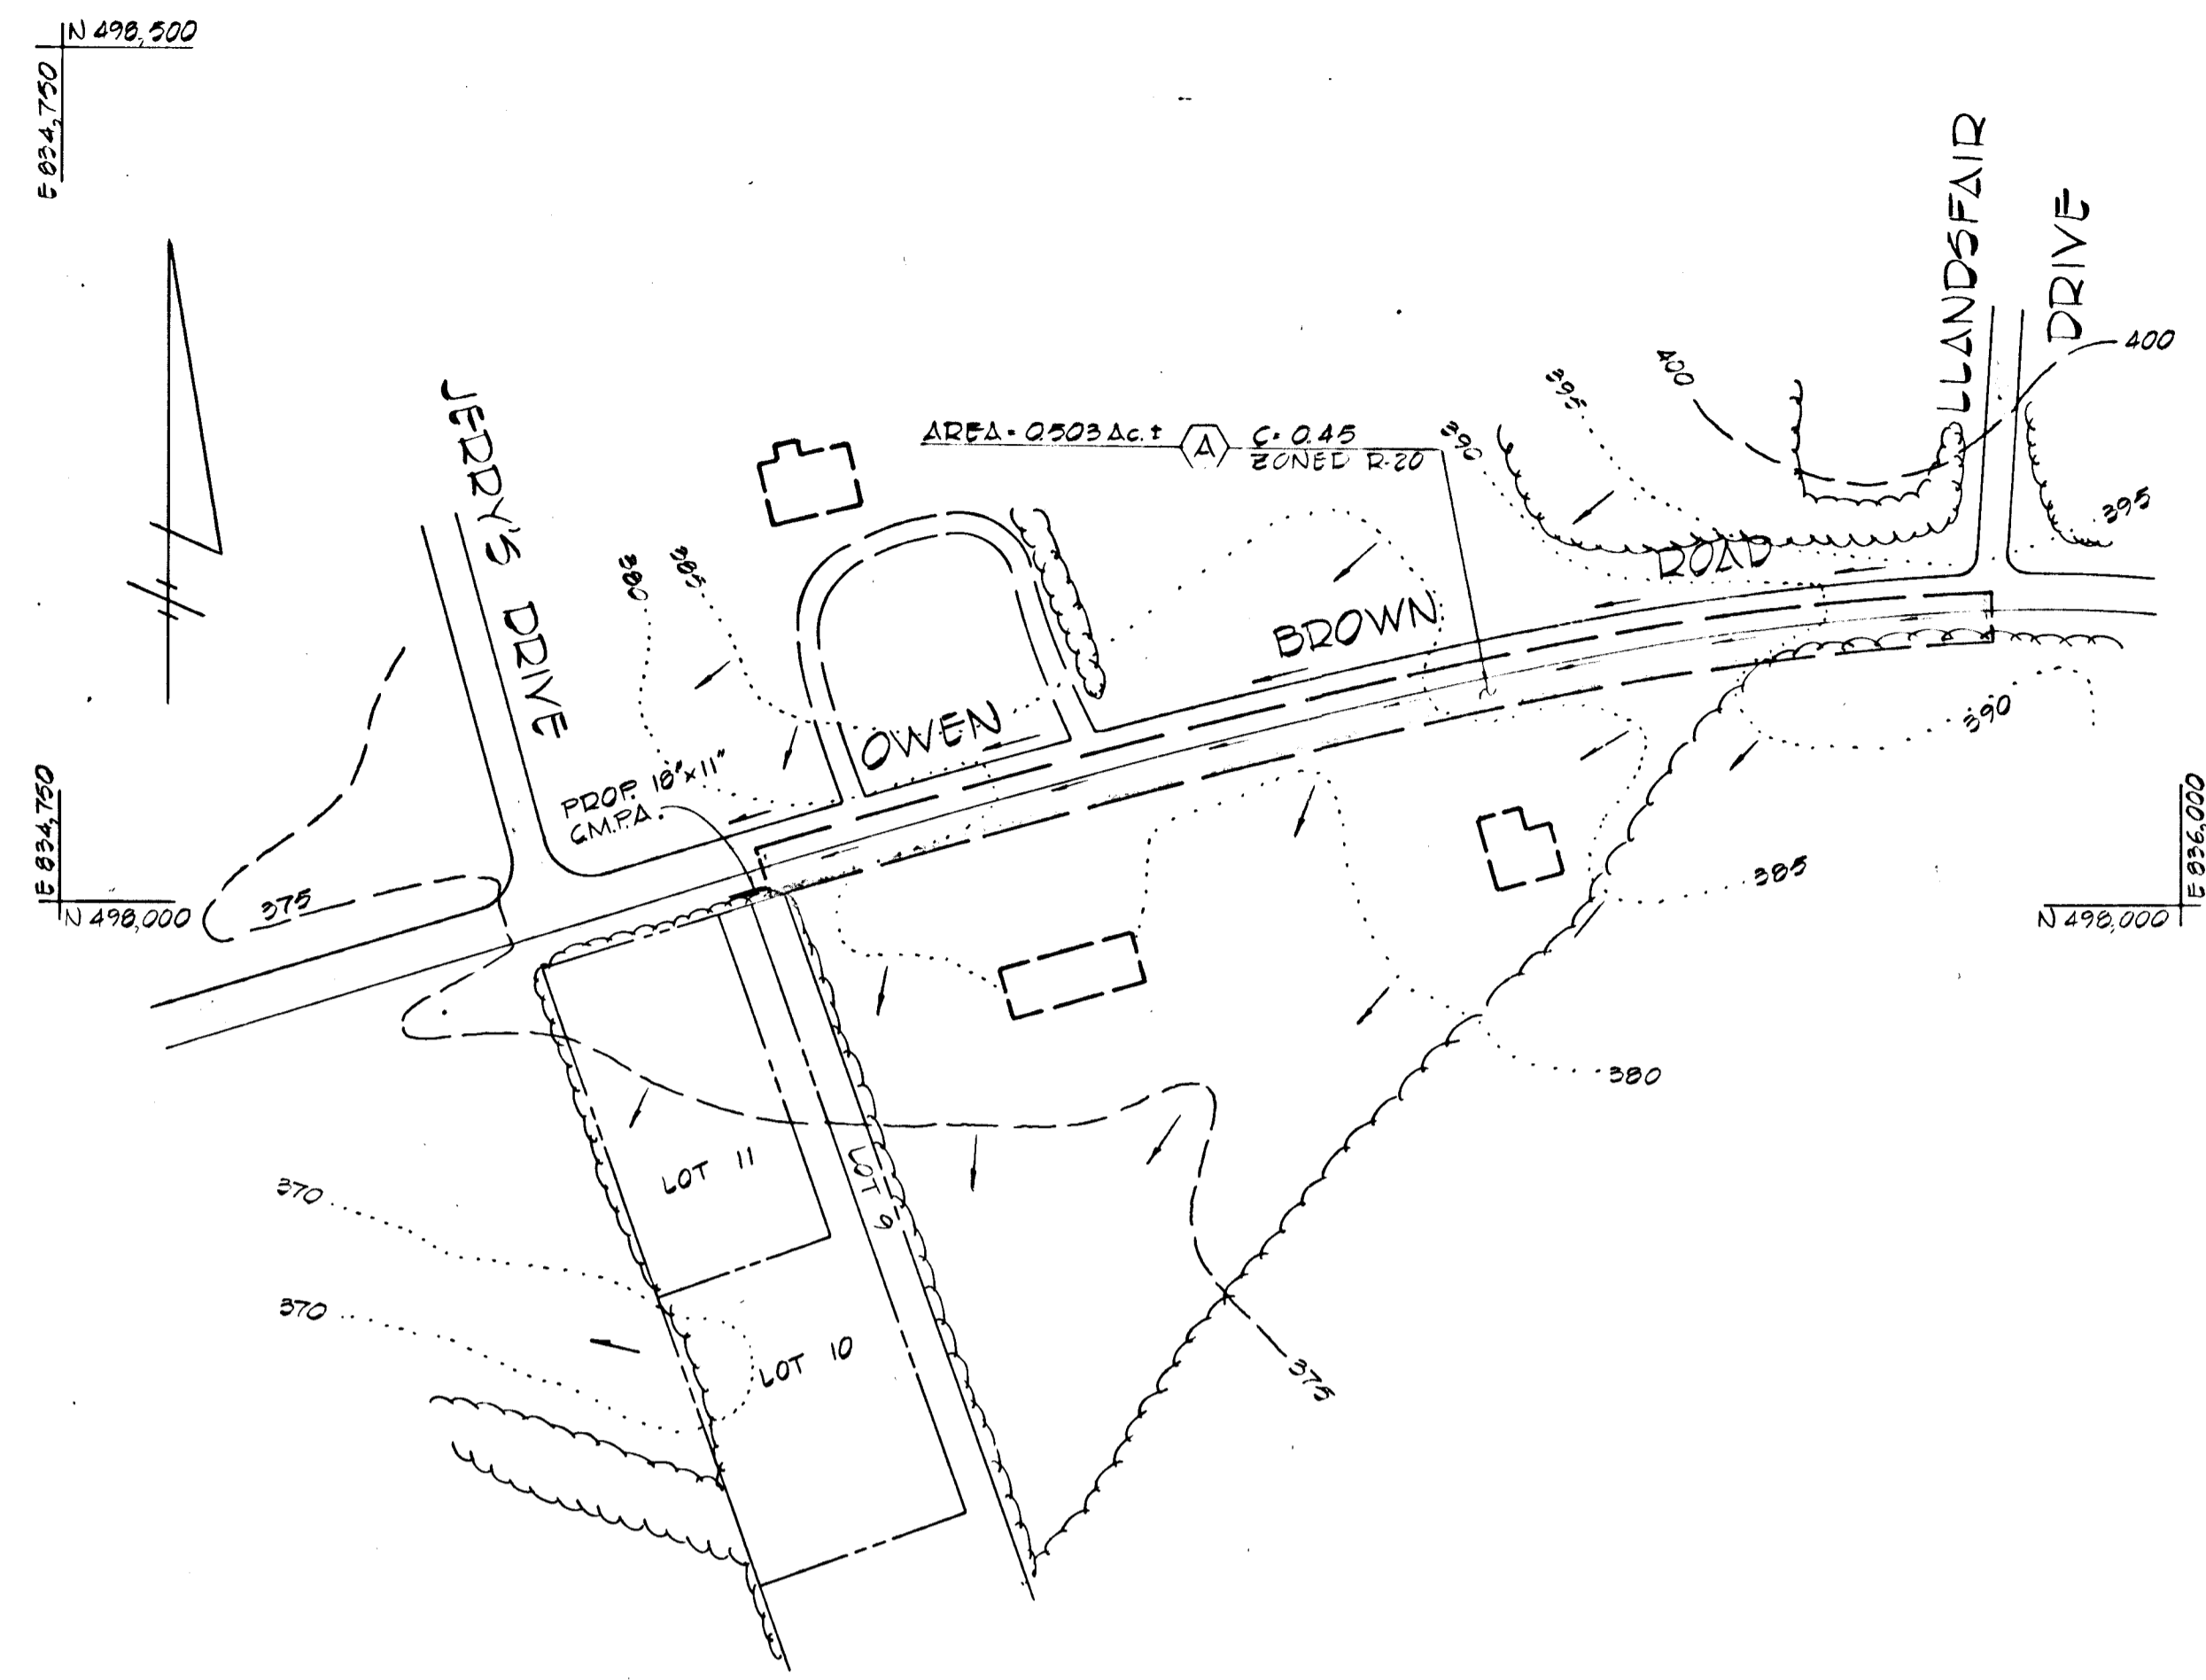 N 498,500
E 834,750
LLANDSFAIR
DRIVE
400
400
395
390
395
JERRY'S DRIVE
AREA = 0.503 AC. ±
A
C = 0.45
ZONED R-20
380
385
OWEN
BROWN
ROAD
390
PROP. 18" x 11"
C.M.P.A.
E 834,750
N 498,000
375
385
E 836,000
N 498,000
380
LOT 11
LOT 9
370
370
LOT 10
375